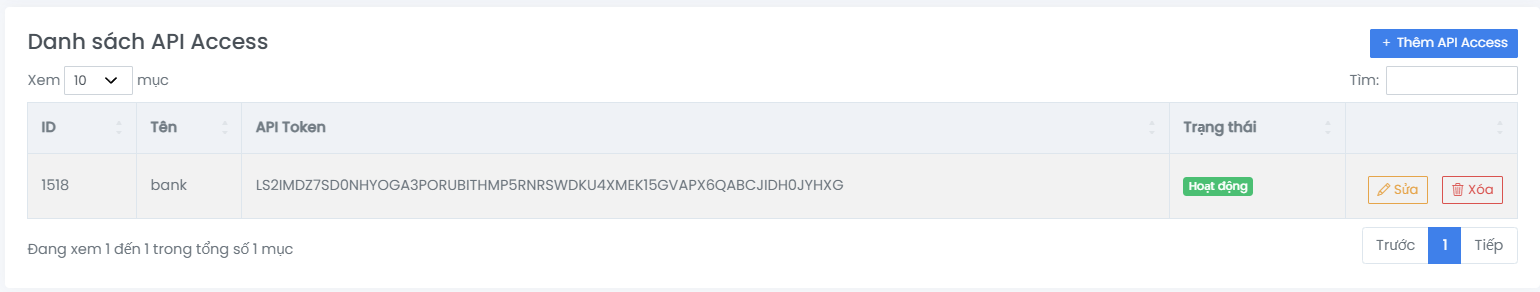 Danh sách API Access
+ Thêm API Access
Xem 10 mục
Tìm:
ID Tên API Token Trạng thái
1518 bank LS2IMDZ7SD0NHYOGA3PORUBITHMP5RNRSWDKU4XMEK15GVAPX6QABCJIDH0JYHXG Hoạt động Sửa Xóa
Đang xem 1 đến 1 trong tổng số 1 mục
Trước 1 Tiếp